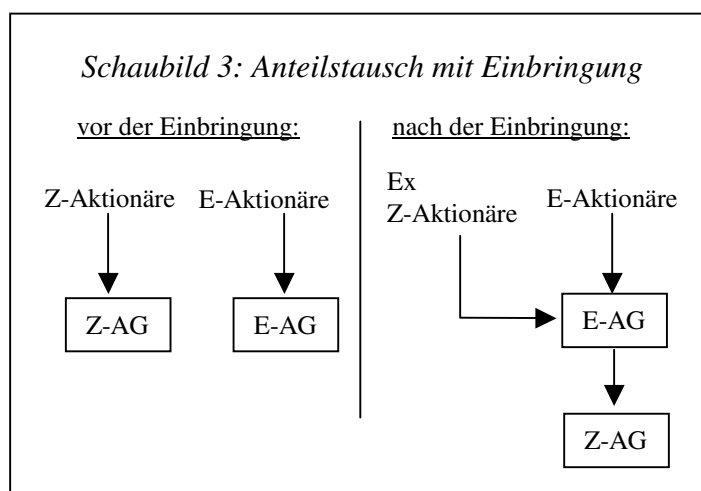 Schaubild 3: Anteilstausch mit Einbringung
vor der Einbringung:
Z-Aktionäre E-Aktionäre
Z-AG E-AG
nach der Einbringung:
Ex
Z-Aktionäre
E-Aktionäre
E-AG
Z-AG